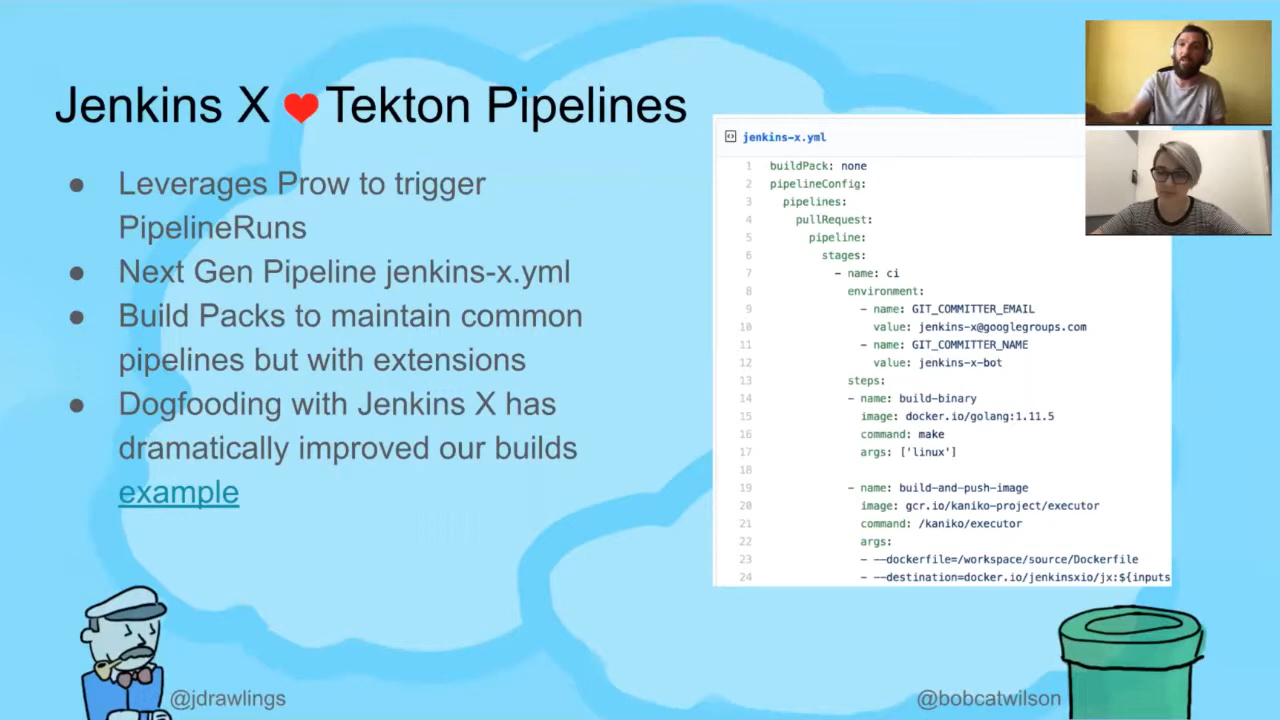 Jenkins X ❤ Tekton Pipelines
● Leverages Prow to trigger
PipelineRuns
● Next Gen Pipeline jenkins-x.yml
● Build Packs to maintain common
pipelines but with extensions
● Dogfooding with Jenkins X has
dramatically improved our builds
example
jenkins-x.yml
1 buildPack: none
2 pipelineConfig:
3 pipelines:
4 pullRequest:
5 pipeline:
6 stages:
7 - name: ci
8 environment:
9 - name: GIT_COMMITTER_EMAIL
10 value: jenkins-x@googlegroups.com
11 - name: GIT_COMMITTER_NAME
12 value: jenkins-x-bot
13 steps:
14 - name: build-binary
15 image: docker.io/golang:1.11.5
16 command: make
17 args: ['linux']
18
19 - name: build-and-push-image
20 image: gcr.io/kaniko-project/executor
21 command: /kaniko/executor
22 args:
23 - --dockerfile=/workspace/source/Dockerfile
24 - --destination=docker.io/jenkinsxio/jx:${inputs
@jdrawlings
@bobcatwilson